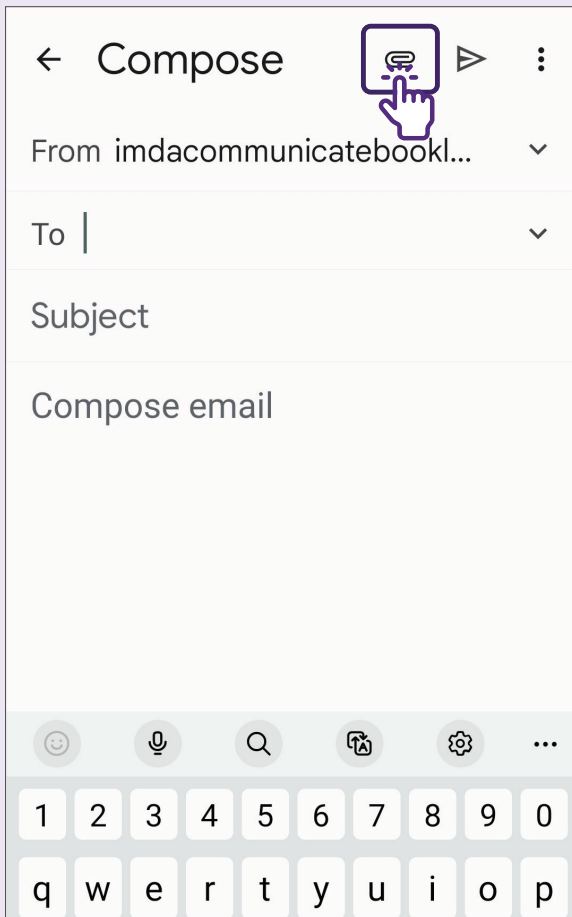 Compose
From imdacommunicatebookl...
To
Subject
Compose email
1 2 3 4 5 6 7 8 9 0
q w e r t y u i o p